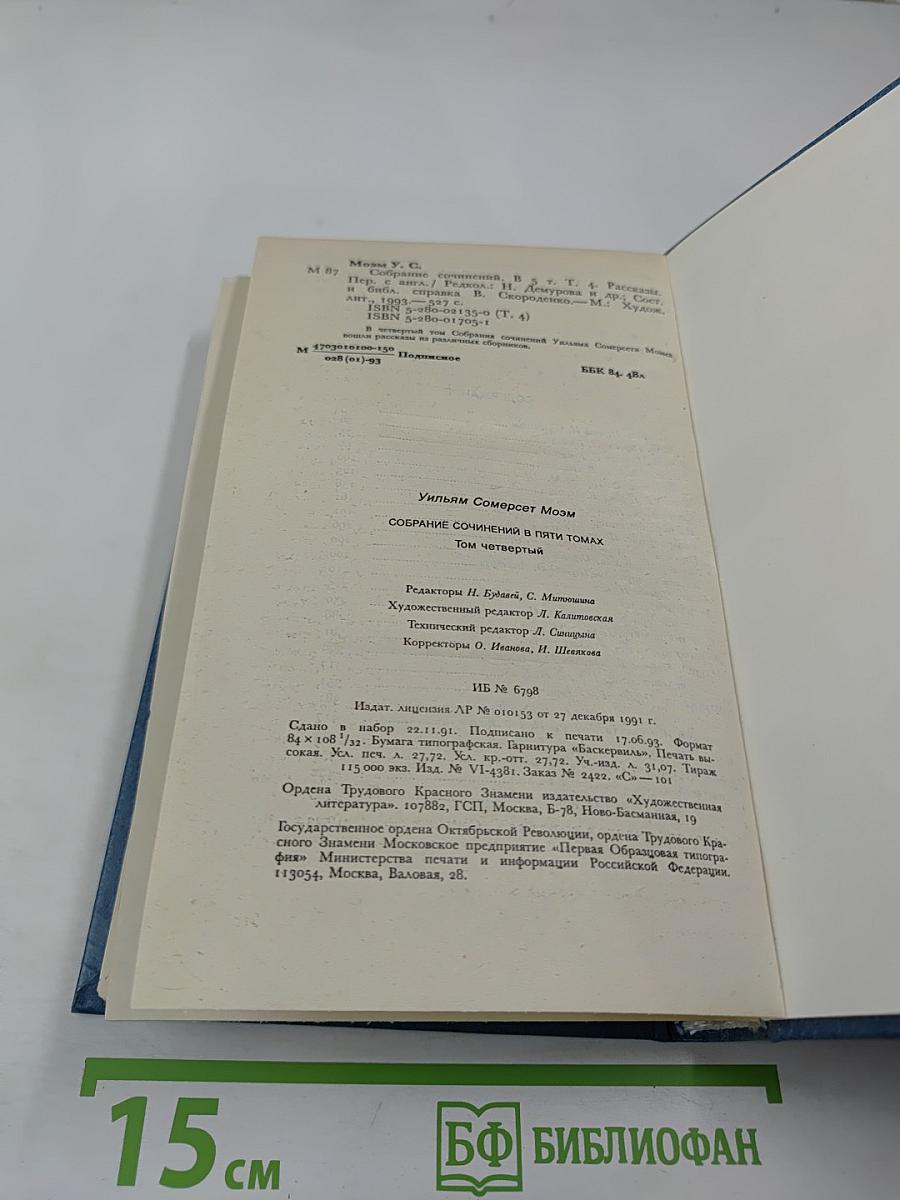 Моэм У. С.
М 87 Собрание сочинений. В 5 т. Т. 4. Рассказы.
Пер. с англ./ Редкол.: Н. Демурова и др.; Сост.
и библ. справка В. Скороденко.— М.: Худож.
лит., 1993.— 527 с.
ISBN 5-280-02135-0 (Т. 4)
ISBN 5-280-01705-1
В четвертый том Собрания сочинений Уильяма Сомерсета Моэма
вошли рассказы из различных сборников.
М 4703010100-150 Подписное
028(01)-93
ББК 84. 4Вл
Уильям Сомерсет Моэм
СОБРАНИЕ СОЧИНЕНИЙ В ПЯТИ ТОМАХ
Том четвертый
Редакторы Н. Будавей, С. Митюшина
Художественный редактор Л. Калитовская
Технический редактор Л. Синицына
Корректоры О. Иванова, И. Шевякова
ИБ № 6798
Издат. лицензия ЛР № 010153 от 27 декабря 1991 г.
Сдано в набор 22.11.91. Подписано к печати 17.06.93. Формат
84×108 1/32. Бумага типографская. Гарнитура «Баскервиль». Печать вы-
сокая. Усл. печ. л. 27,72. Усл. кр.-отт. 27,72. Уч.-изд. л. 31,07. Тираж
115 000 экз. Изд. № VI-4381. Заказ № 2422. «С» — 101
Ордена Трудового Красного Знамени издательство «Художественная
литература». 107882, ГСП, Москва, Б-78, Ново-Басманная, 19
Государственное ордена Октябрьской Революции, ордена Трудового Кра-
сного Знамени Московское предприятие «Первая Образцовая типогра-
фия» Министерства печати и информации Российской Федерации.
113054, Москва, Валовая, 28.
15 см
БФ БИБЛИОФАН